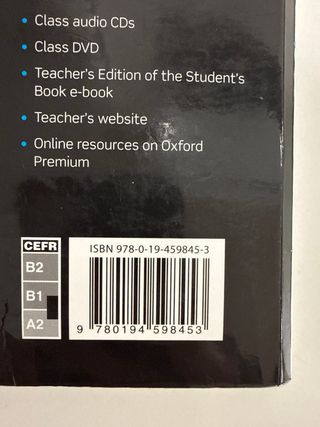 • Class audio CDs
• Class DVD
• Teacher's Edition of the Student's
Book e-book
• Teacher's website
• Online resources on Oxford
Premium
CEFR
B2
B1
A2
ISBN 978-0-19-459845-3
9 780194 598453